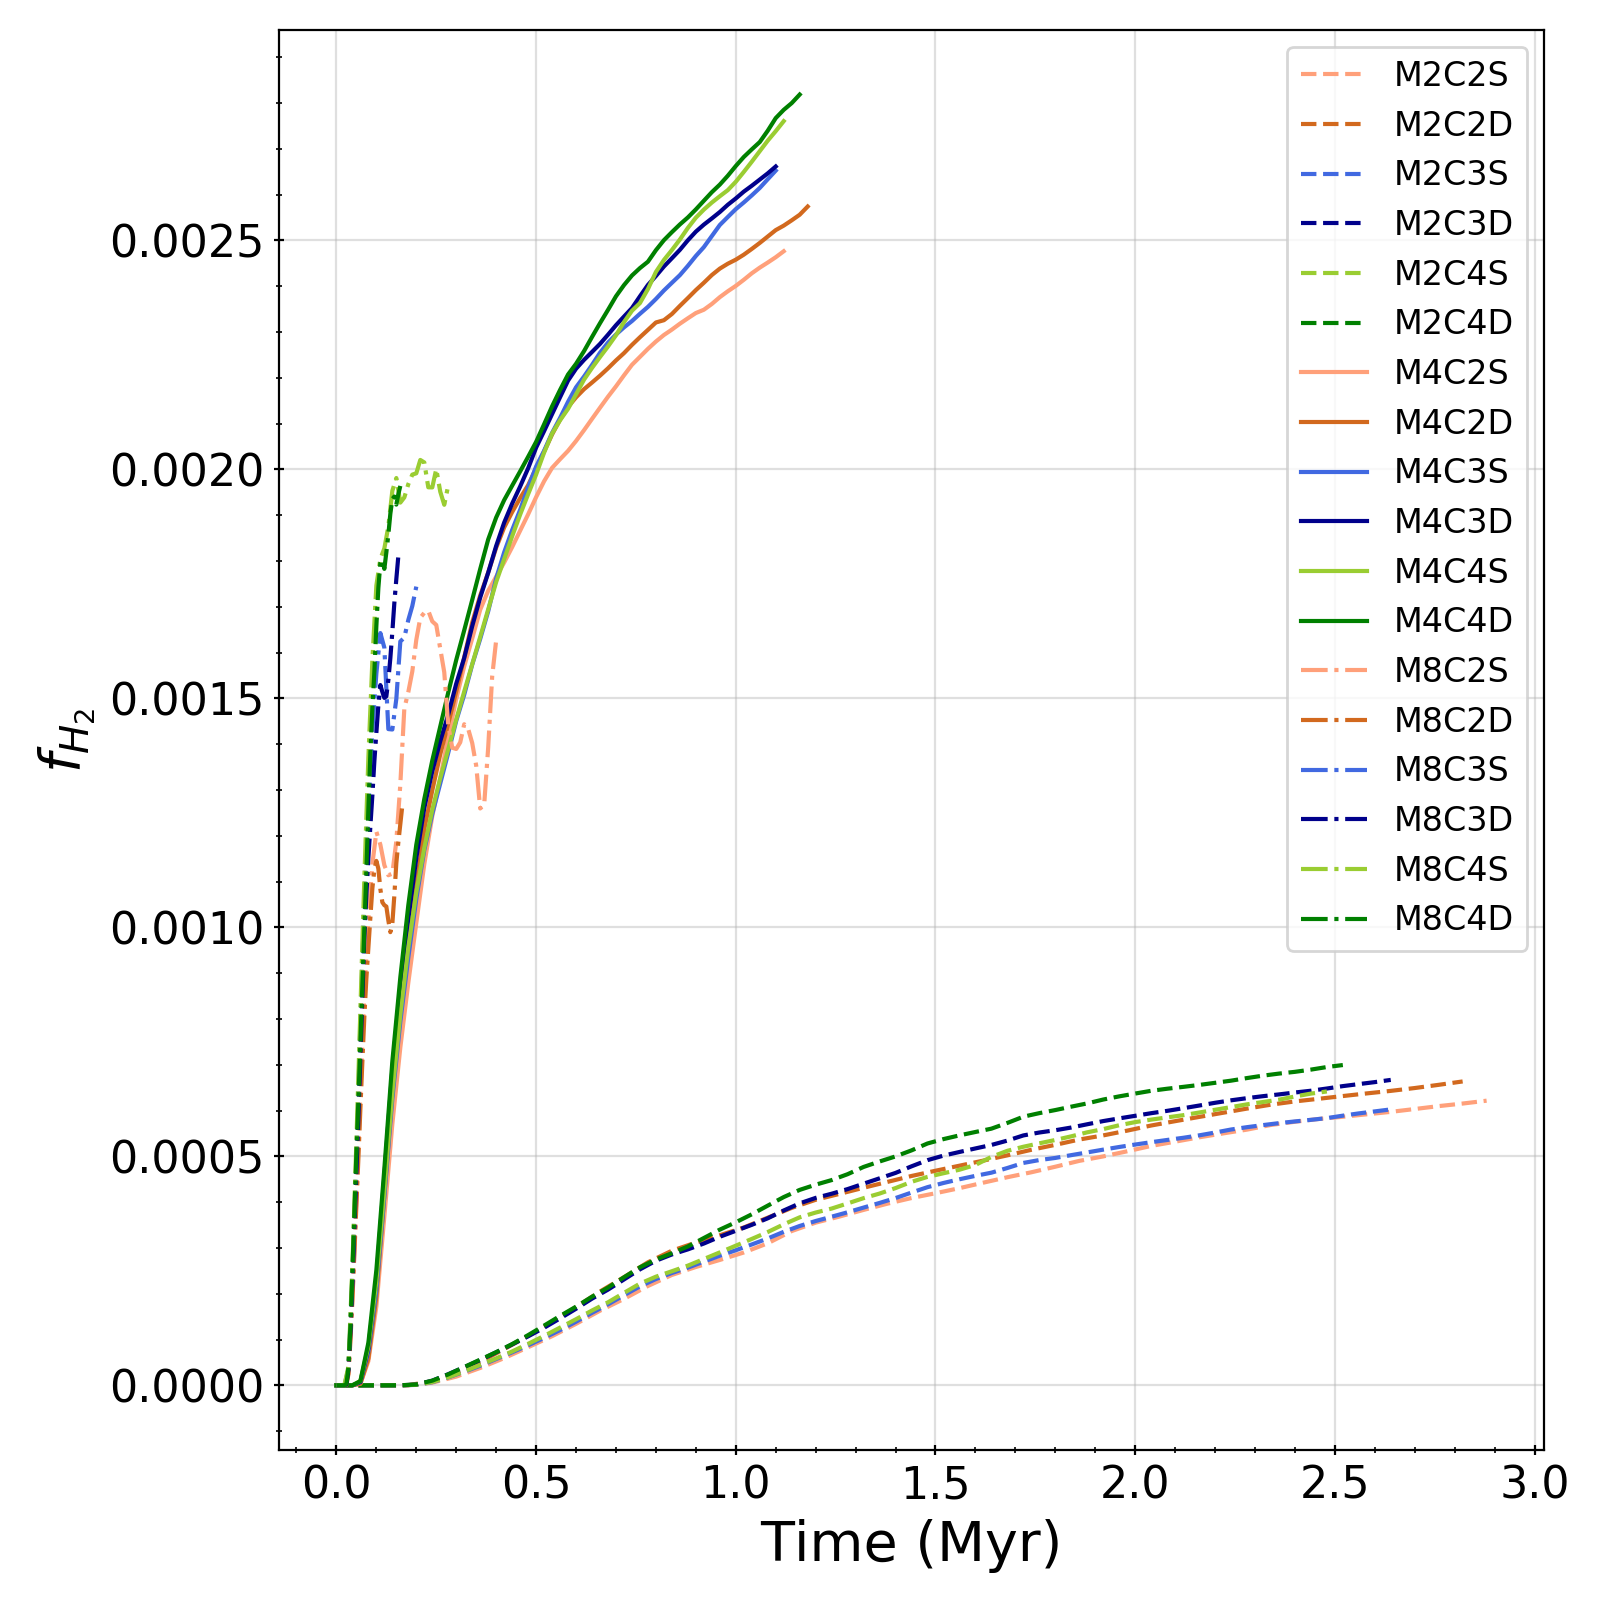 M2C2S
M2C2D
M2C3S
M2C3D
M2C4S
M2C4D
M4C2S
M4C2D
M4C3S
M4C3D
M4C4S
M4C4D
M8C2S
M8C2D
M8C3S
M8C3D
M8C4S
M8C4D
0.0025
0.0020
0.0015
0.0010
0.0005
0.0000
f_{H_2}
0.0 0.5 1.0 1.5 2.0 2.5 3.0
Time (Myr)